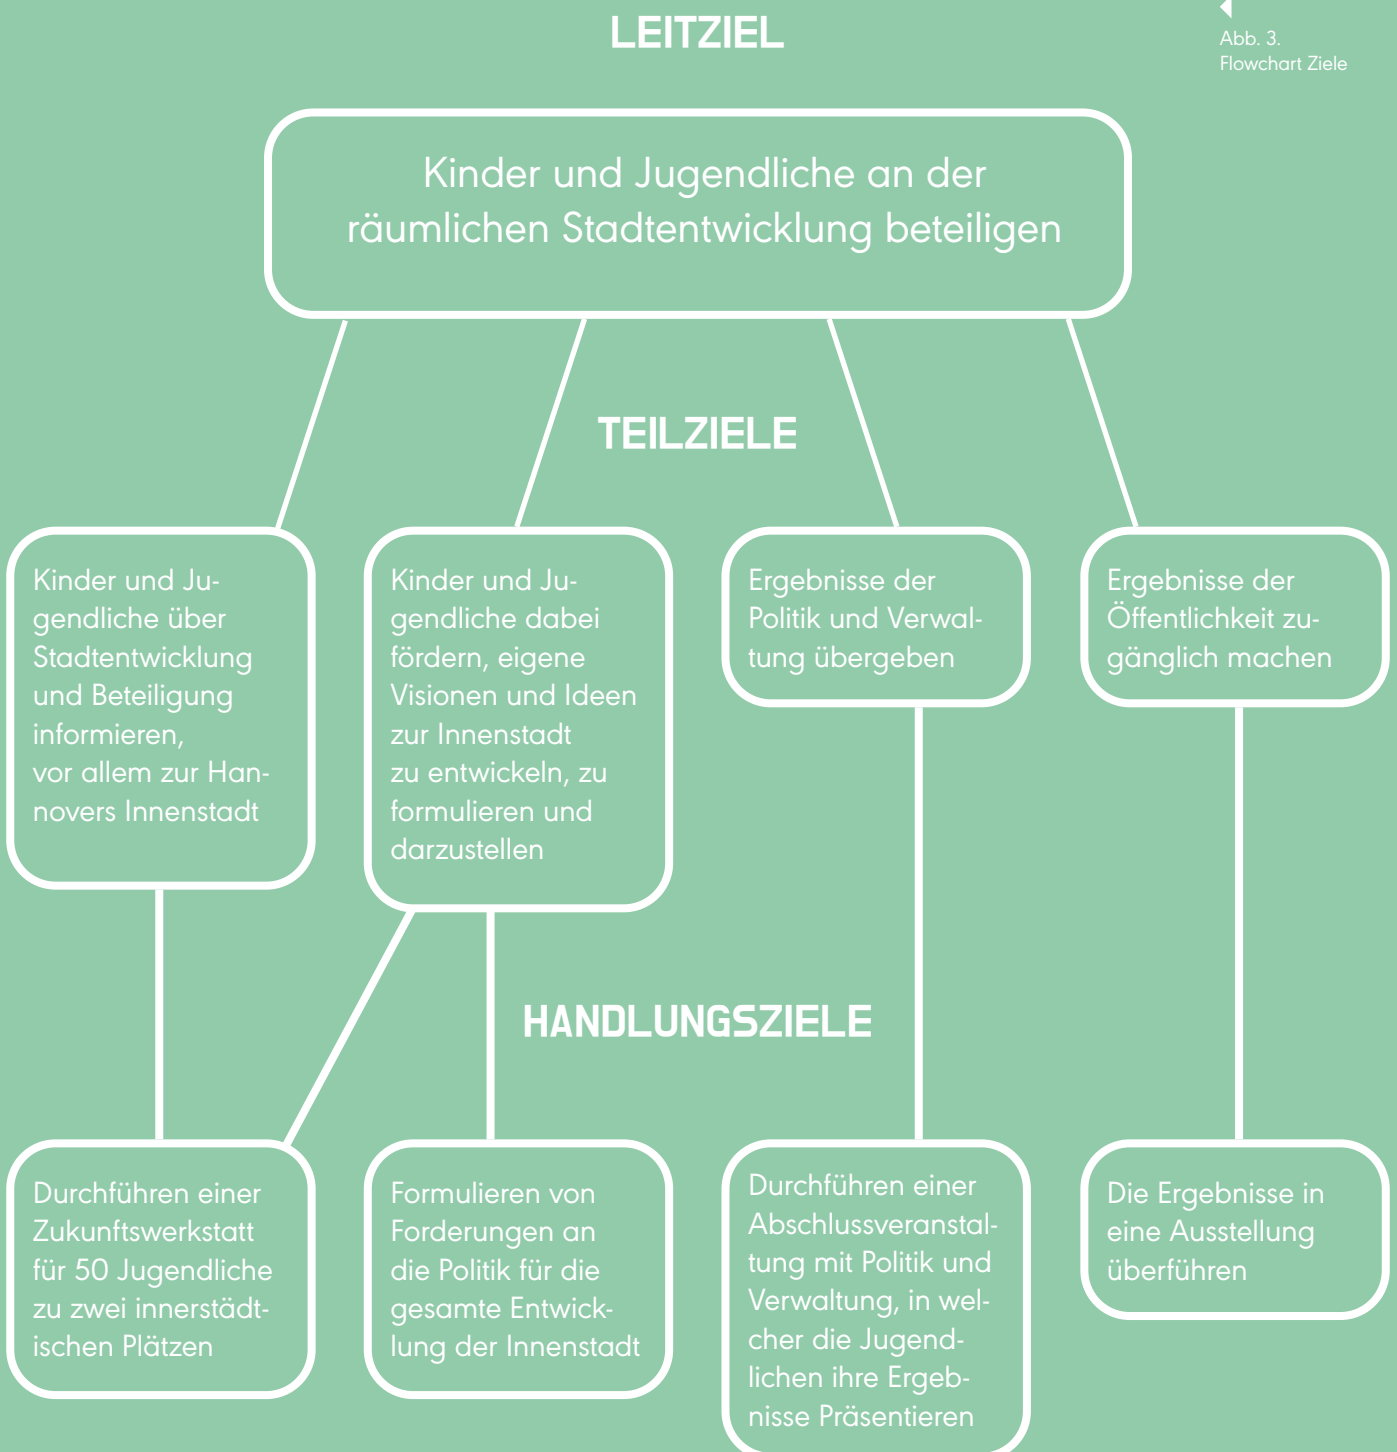 LEITZIEL
Abb. 3.
Flowchart Ziele
Kinder und Jugendliche an der
räumlichen Stadtentwicklung beteiligen
TEILZIELE
Kinder und Ju-
gendliche über
Stadtentwicklung
und Beteiligung
informieren,
vor allem zur Han-
novers Innenstadt
Kinder und Ju-
gendliche dabei
fördern, eigene
Visionen und Ideen
zur Innenstadt
zu entwickeln, zu
formulieren und
darzustellen
Ergebnisse der
Politik und Verwal-
tung übergeben
Ergebnisse der
Öffentlichkeit zu-
gänglich machen
HANDLUNGSZIELE
Durchführen einer
Zukunftswerkstatt
für 50 Jugendliche
zu zwei innerstädt-
ischen Plätzen
Formulieren von
Forderungen an
die Politik für die
gesamte Entwick-
lung der Innenstadt
Durchführen einer
Abschlussveranstal-
tung mit Politik und
Verwaltung, in wel-
cher die Jugend-
lichen ihre Ergeb-
nisse Präsentieren
Die Ergebnisse in
eine Ausstellung
überführen